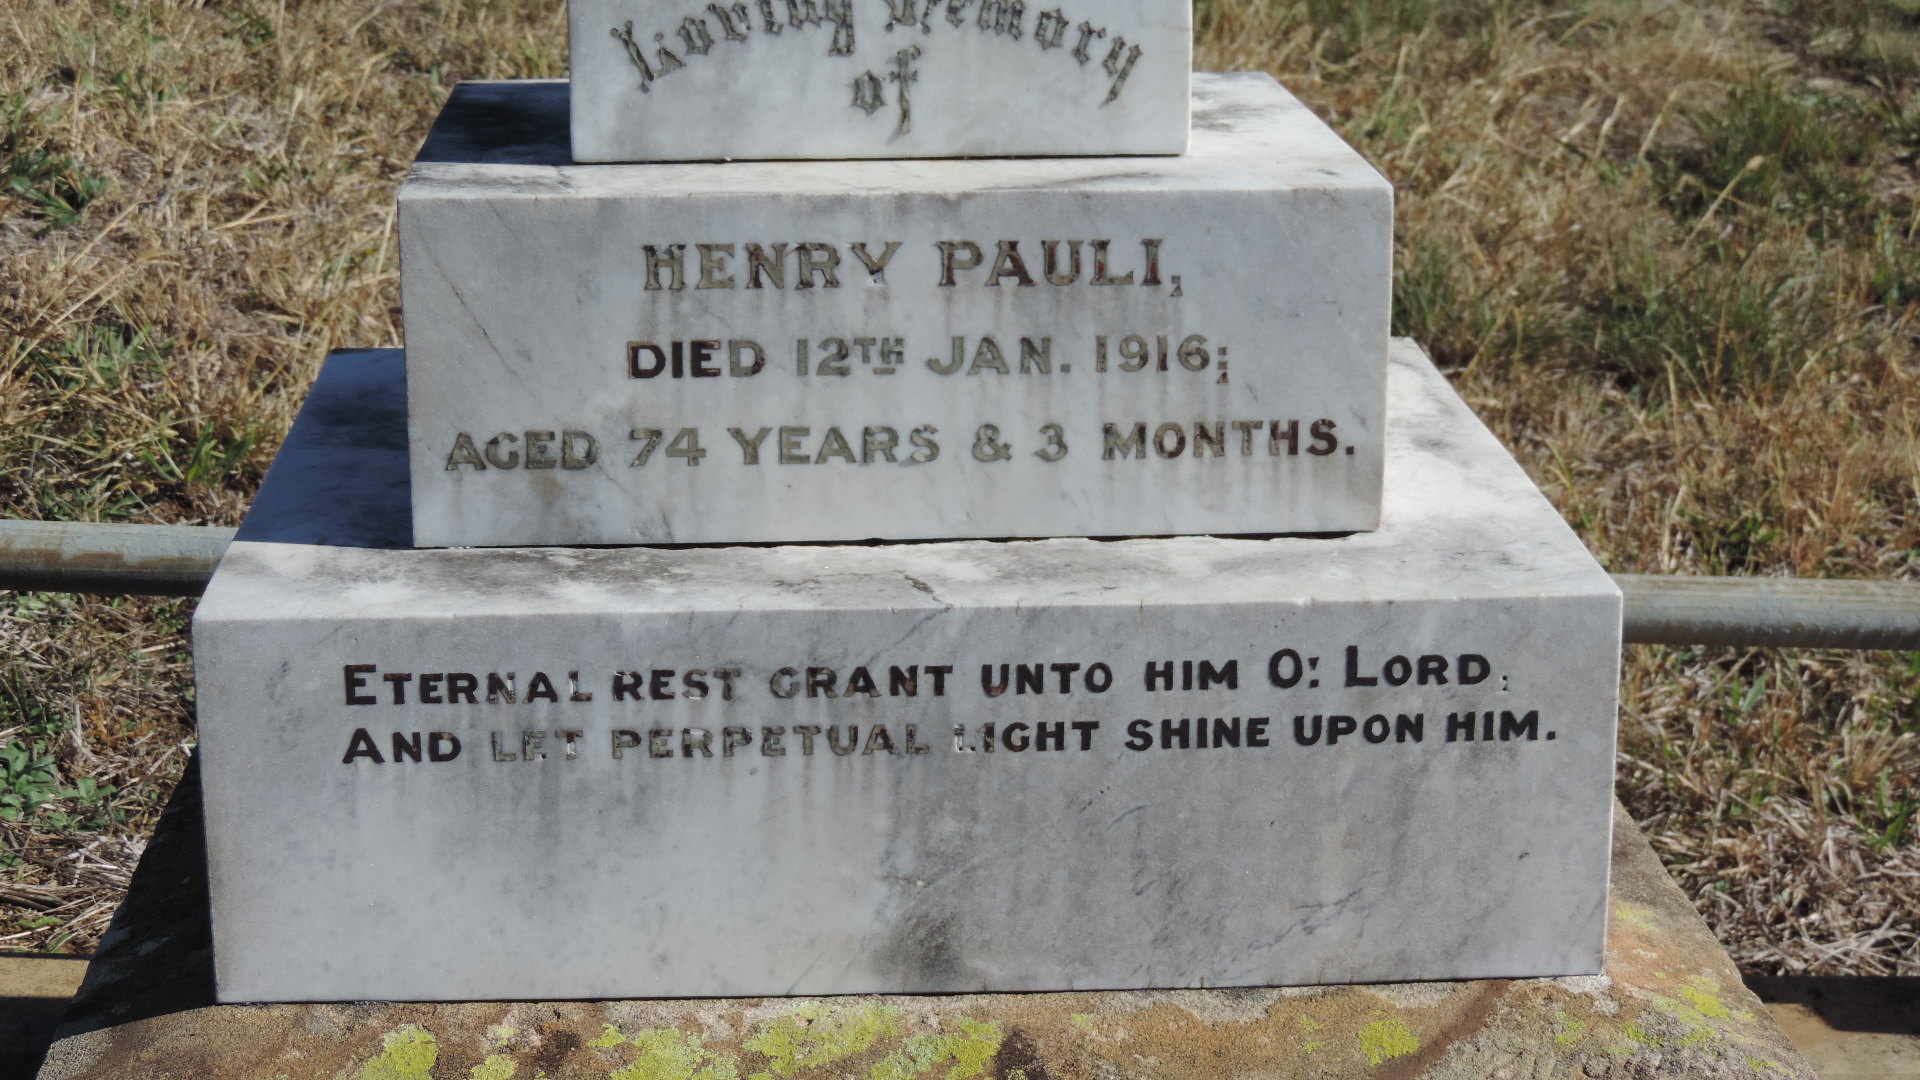 Loving Memory
of
HENRY PAULI,
DIED 12TH JAN. 1916;
AGED 74 YEARS & 3 MONTHS.
ETERNAL REST GRANT UNTO HIM O: LORD;
AND LET PERPETUAL LIGHT SHINE UPON HIM.